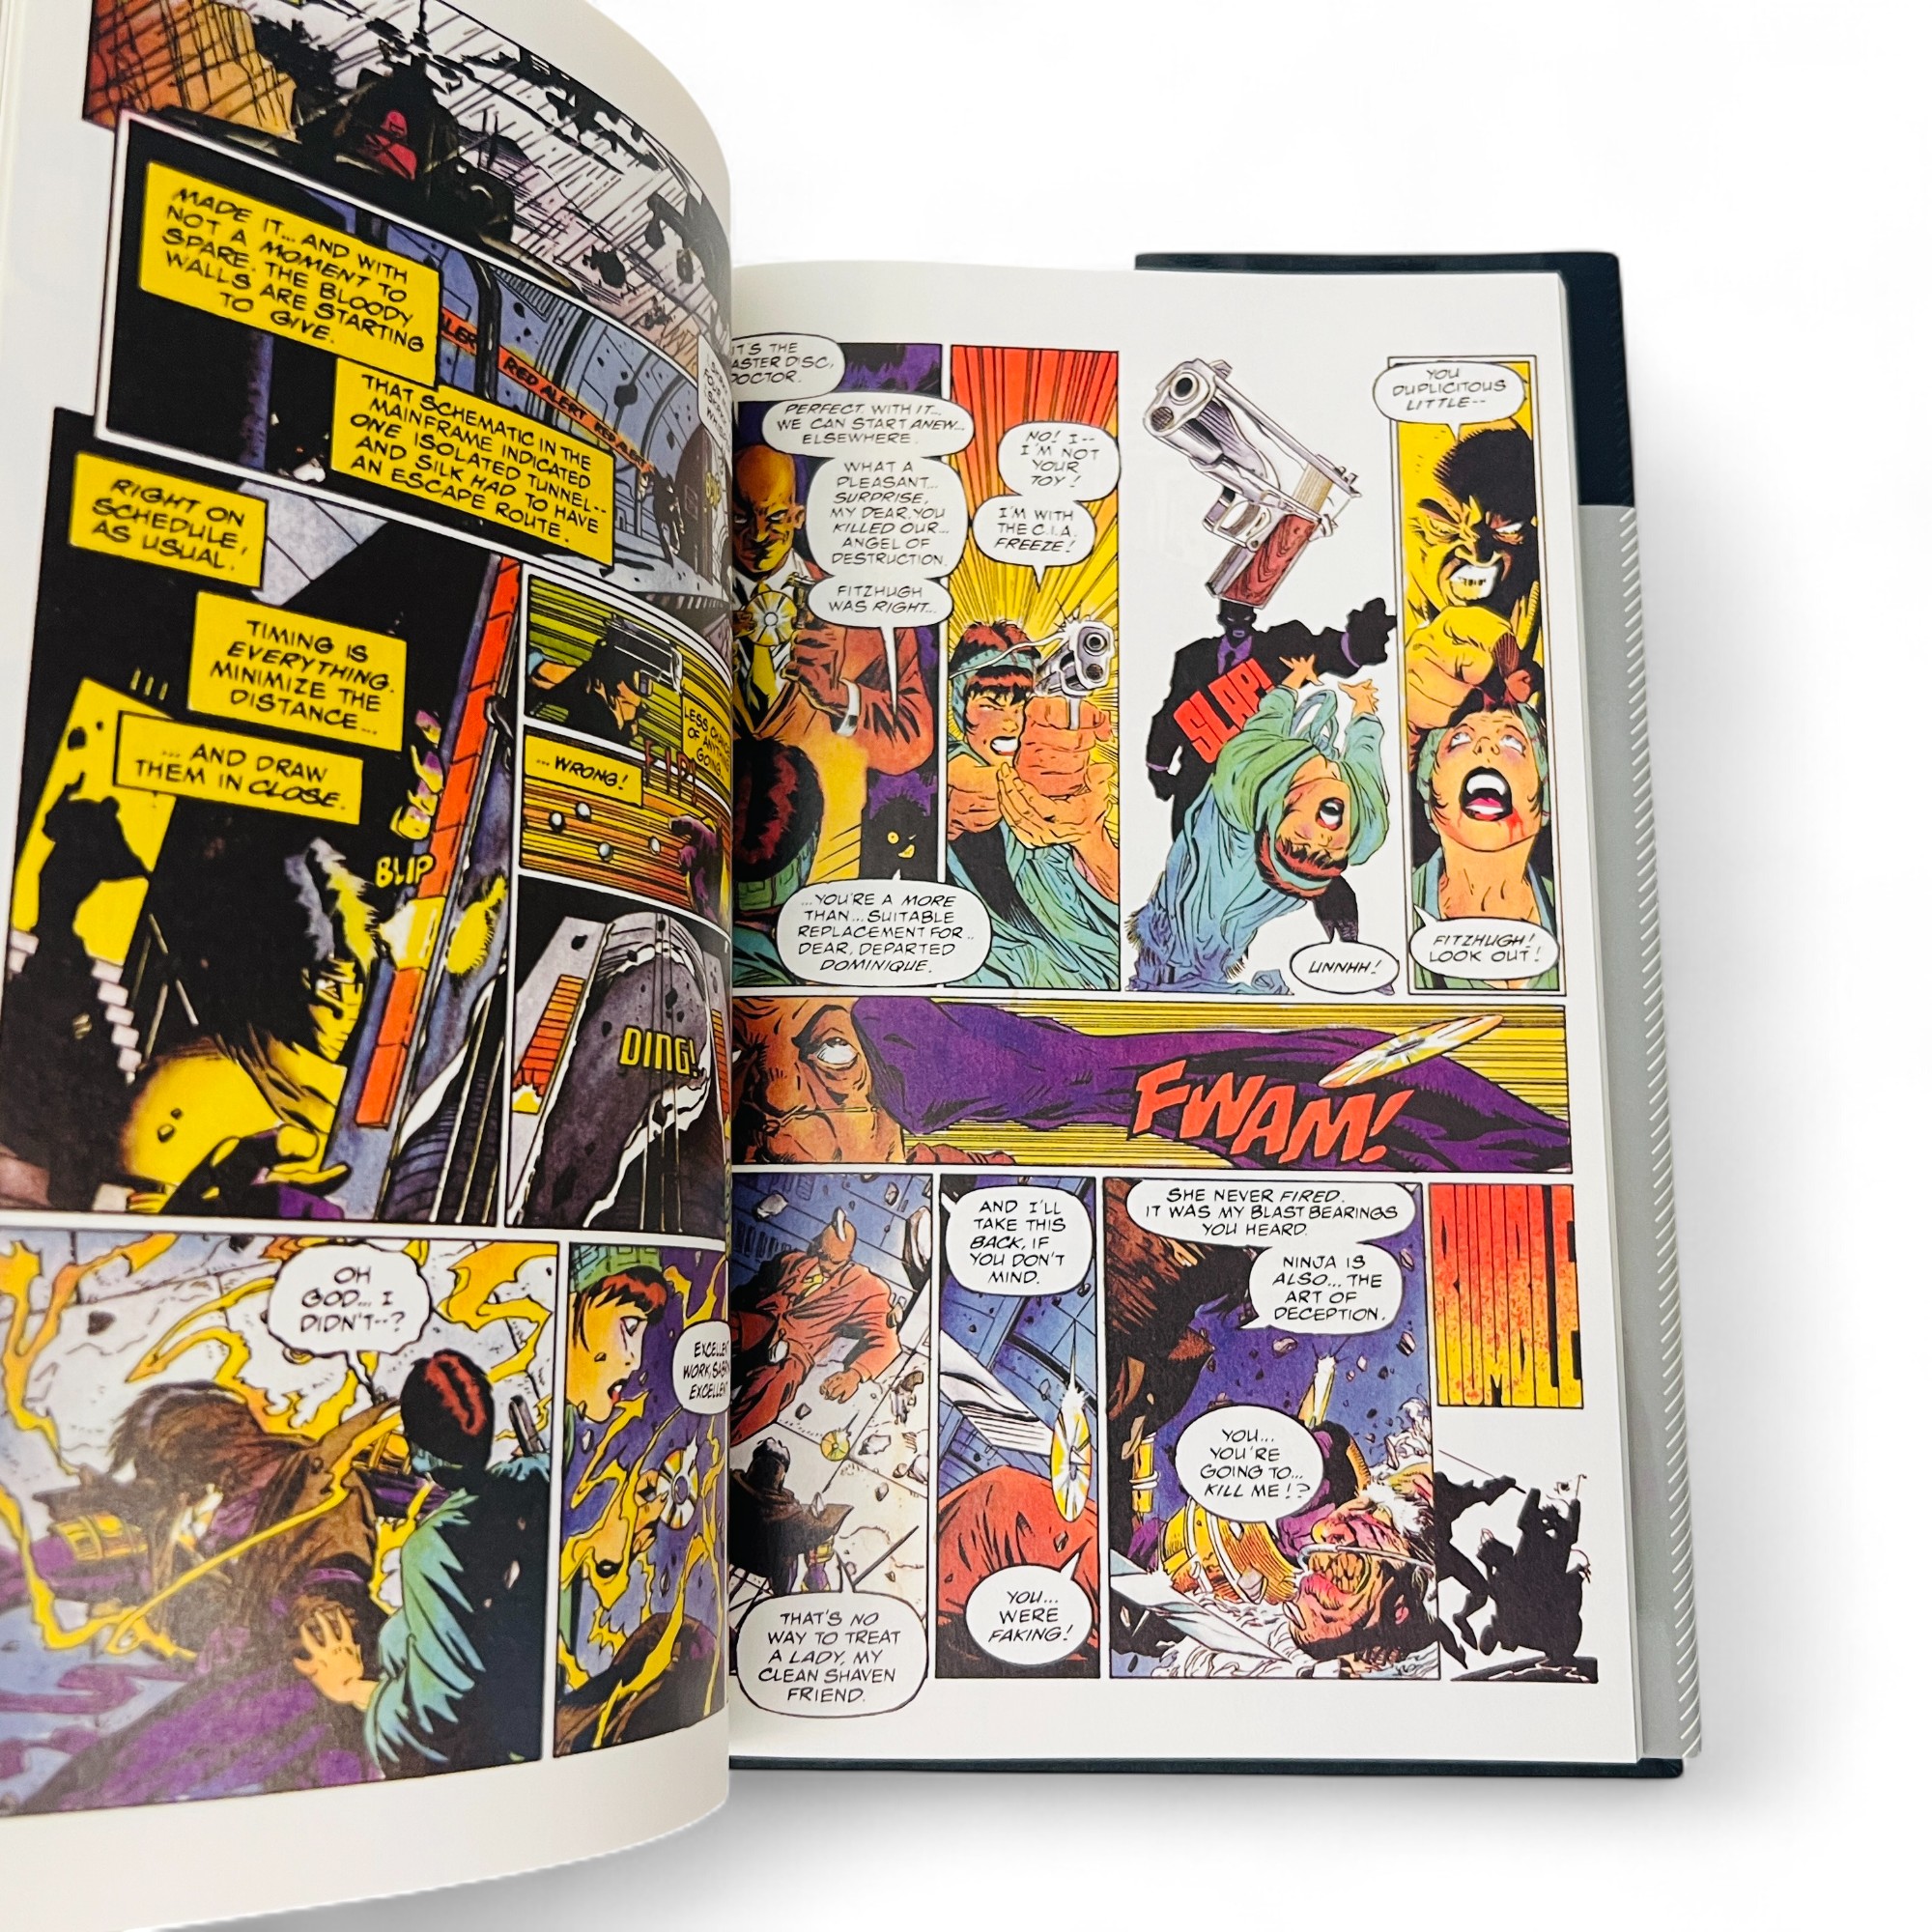 MADE IT... AND WITH
NOT A MOMENT TO
SPARE. THE BLOODY
WALLS ARE STARTING
TO GIVE.
RED ALERT
THAT SCHEMATIC IN THE
MAINFRAME INDICATED
ONE ISOLATED TUNNEL--
AND SILK HAD TO HAVE
AN ESCAPE ROUTE.
RIGHT ON
SCHEDULE,
AS USUAL.
TIMING IS
EVERYTHING.
MINIMIZE THE
DISTANCE...
... AND DRAW
THEM IN CLOSE.
BLIP
LESS
OF
GOING
... WRONG!
FIP!
DING!
OH
GOD... I
DIDN'T--?
EXCELLENT
WORK,
EXCELLENT
IT'S THE
DISC,
DOCTOR.
PERFECT. WITH IT...
WE CAN START ANEW...
ELSEWHERE.
WHAT A
PLEASANT...
SURPRISE,
MY DEAR. YOU
KILLED OUR...
ANGEL OF
DESTRUCTION.
FITZHUGH
WAS RIGHT...
...YOU'RE A MORE
THAN... SUITABLE
REPLACEMENT FOR..
DEAR, DEPARTED
DOMINIQUE.
NO! I--
I'M NOT
YOUR
TOY!
I'M WITH
THE C.I.A.
FREEZE!
SLAP!
UNNHH!
YOU
DUPLICITOUS
LITTLE--
FITZHUGH!
LOOK OUT!
FWAM!
THAT'S NO
WAY TO TREAT
A LADY, MY
CLEAN SHAVEN
FRIEND.
AND I'LL
TAKE THIS
BACK, IF
YOU DON'T
MIND.
YOU...
WERE
FAKING!
SHE NEVER FIRED.
IT WAS MY BLAST BEARINGS
YOU HEARD.
NINJA IS
ALSO... THE
ART OF
DECEPTION.
YOU...
YOU'RE
GOING TO...
KILL ME!?
RUMBLE
RUMBLE